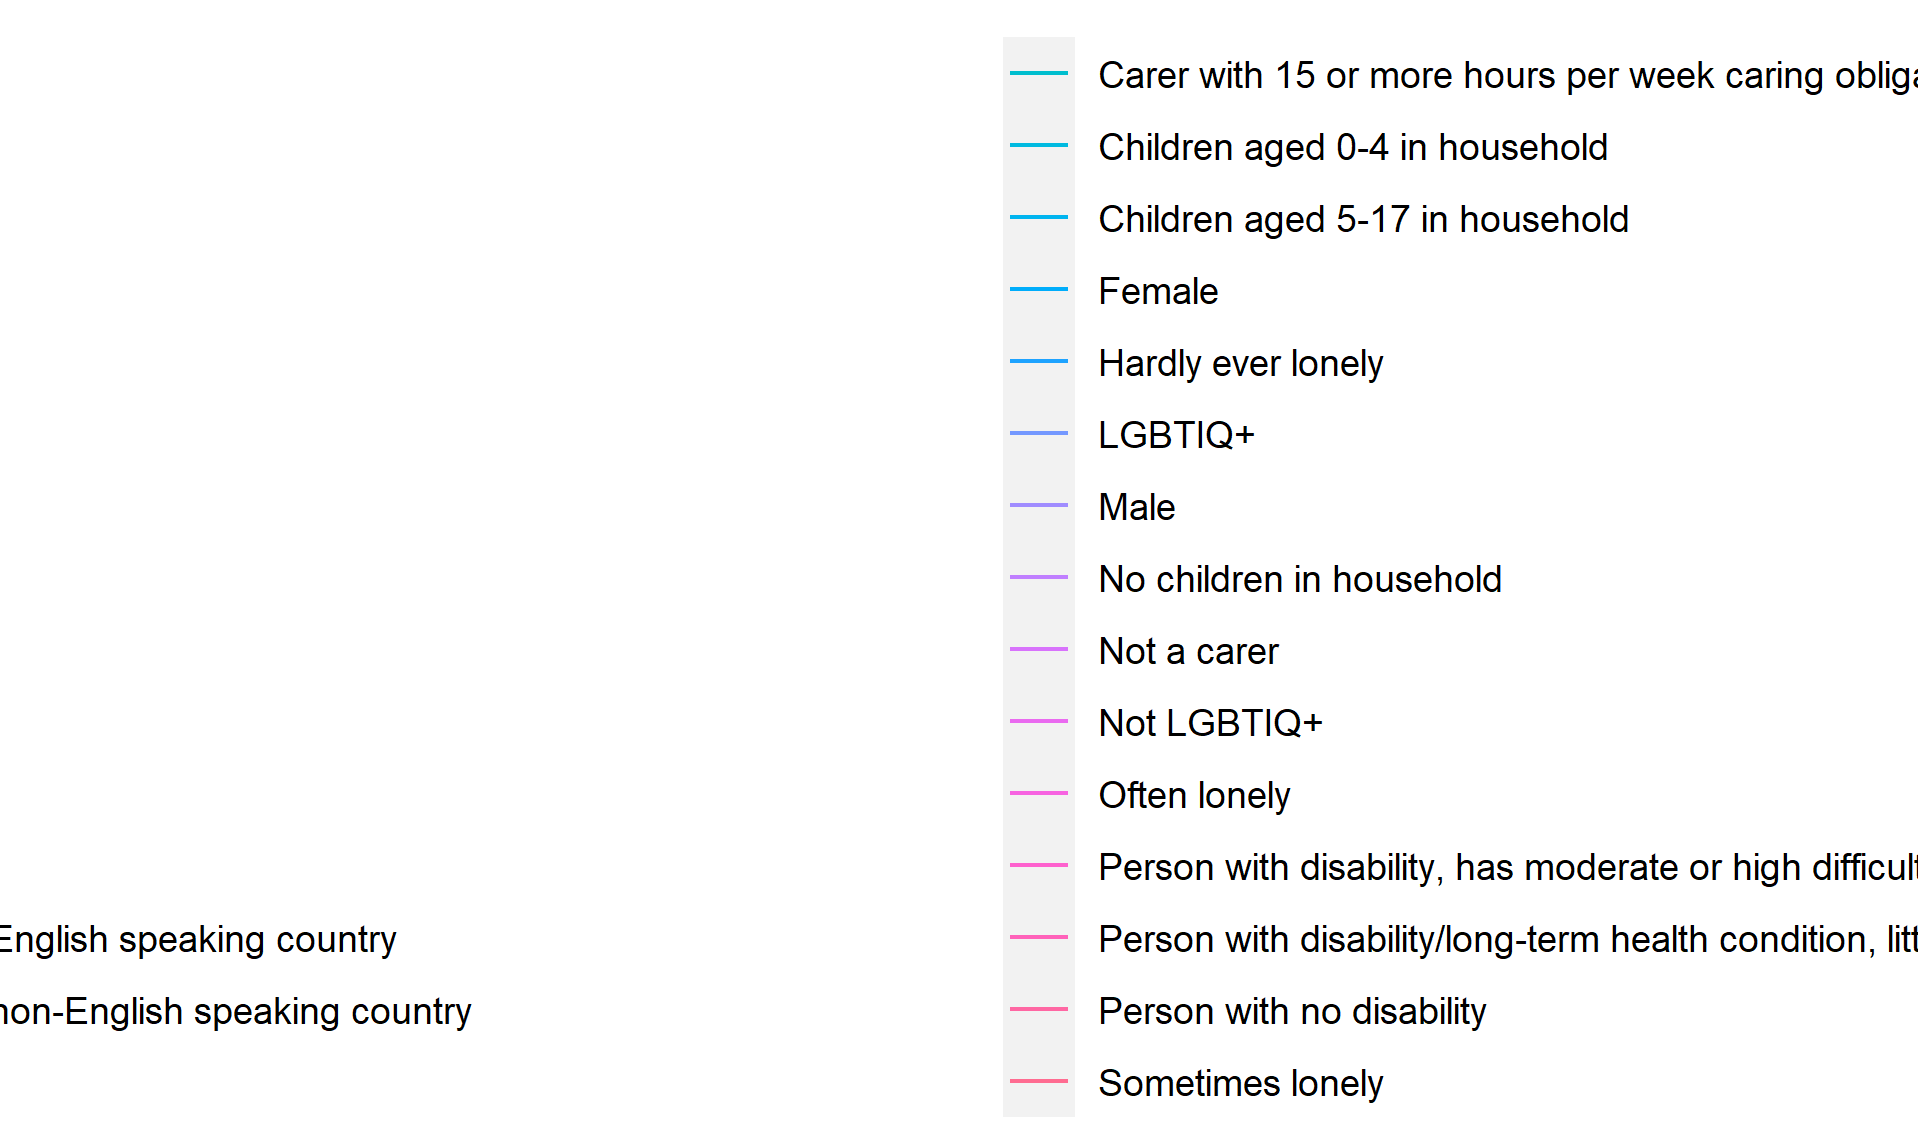 Carer with 15 or more hours per week caring
Children aged 0-4 in household
Children aged 5-17 in household
Female
Hardly ever lonely
LGBTIQ+
Male
No children in household
Not a carer
Not LGBTIQ+
Often lonely
Person with disability, has moderate or high
English speaking country
Person with disability/long-term health condition,
non-English speaking country
Person with no disability
Sometimes lonely